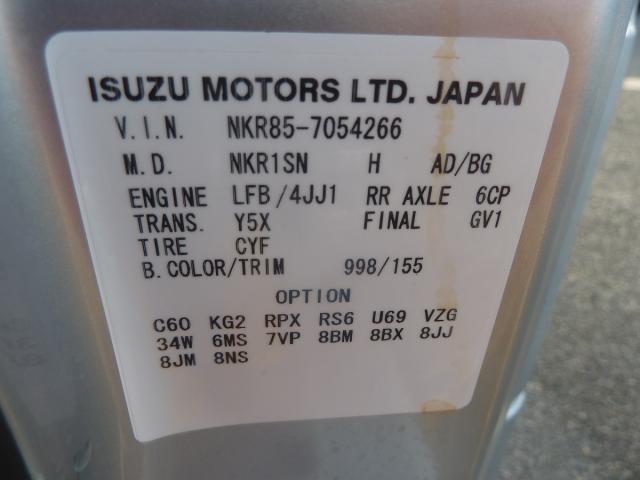 ISUZU MOTORS LTD. JAPAN
V.I.N. NKR85-7054266
M.D. NKR1SN H AD/BG
ENGINE LFB/4JJ1 RR AXLE 6CP
TRANS. Y5X FINAL GV1
TIRE CYF
B.COLOR/TRIM 998/155
OPTION
C60 KG2 RPX RS6 U69 VZG
34W 6MS 7VP 8BM 8BX 8JJ
8JM 8NS